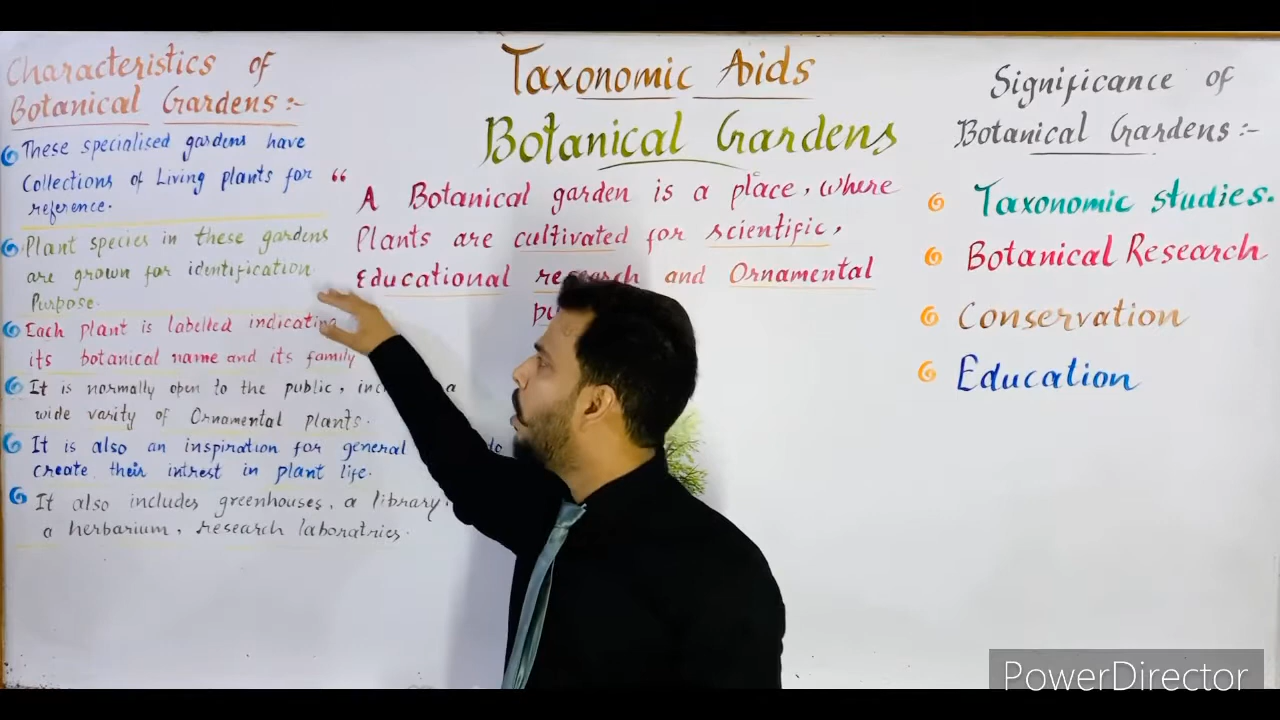 Characteristics of
Botanical Gardens:-
These specialised gardens have
Collections of Living plants for
reference.
Plant species in these gardens
are grown for identification
Purpose.
Each plant is labelled indicating
its botanical name and its family
It is normally open to the public, a
wide varity of Ornamental plants.
It is also an inspiration for general to
create their intrest in plant life.
It also includes greenhouses, a library,
a herbarium, research laboratries.
Taxonomic Aids
Botanical Gardens
“ A Botanical garden is a place, where
Plants are cultivated for scientific,
Educational research and Ornamental
Significance of
Botanical Gardens:-
Taxonomic studies.
Botanical Research
Conservation
Education
PowerDirector